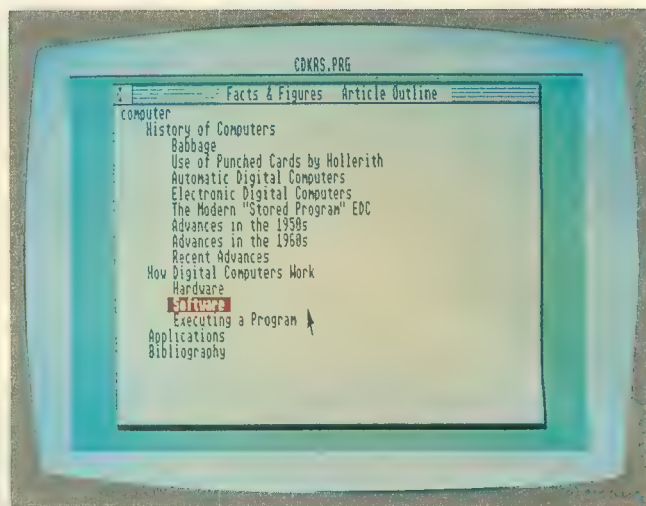 CDKRS.PRG
Facts & Figures Article Outline
computer
History of Computers
Babbage
Use of Punched Cards by Hollerith
Automatic Digital Computers
Electronic Digital Computers
The Modern "Stored Program" EDC
Advances in the 1950s
Advances in the 1960s
Recent Advances
How Digital Computers Work
Hardware
Software
Executing a Program
Applications
Bibliography